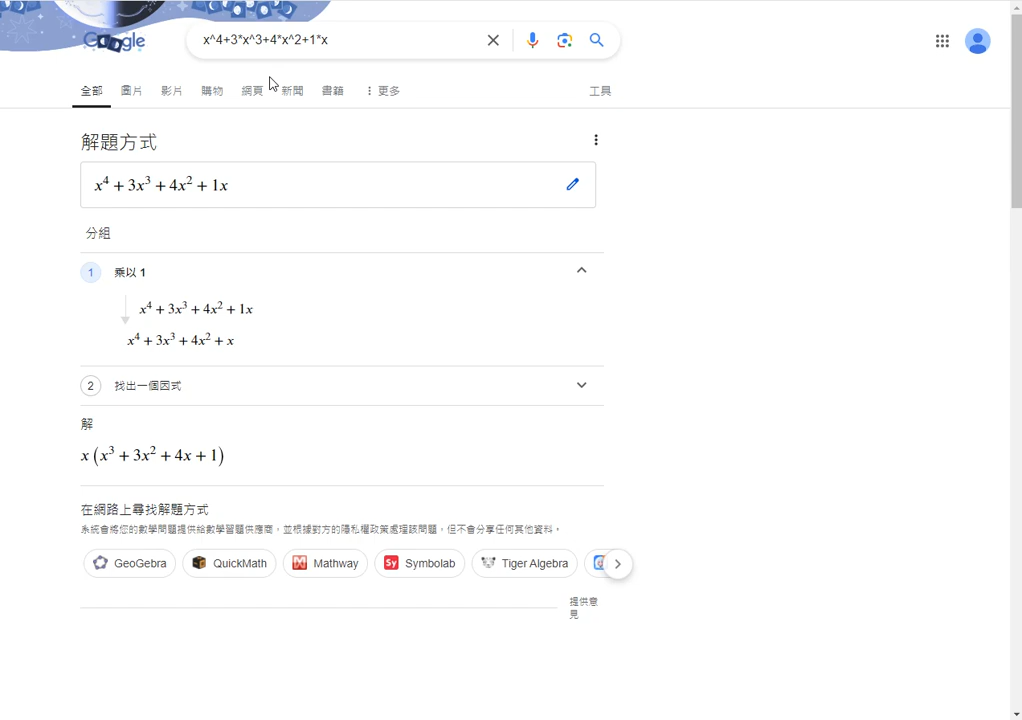 Google
x^4+3*x^3+4*x^2+1*x
全部 圖片 影片 購物 網頁 新聞 書籍 更多 工具
解題方式
x⁴ + 3x³ + 4x² + 1x
分組
1 乘以 1
x⁴ + 3x³ + 4x² + 1x
x⁴ + 3x³ + 4x² + x
2 找出一個因式
解
x (x³ + 3x² + 4x + 1)
在網路上尋找解題方式
系統會將您的數學問題提供給數學習題供應商，並根據對方的隱私權政策處理該問題，但不會分享任何其他資料。
GeoGebra QuickMath Mathway Sy Symbolab Tiger Algebra
提供意
見